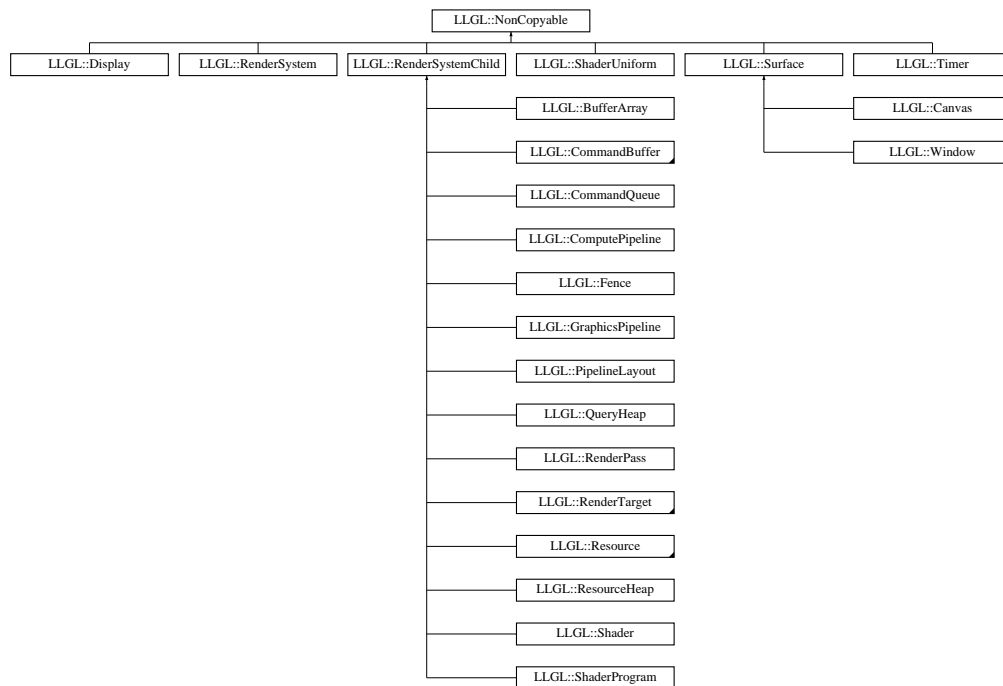 LLGL::NonCopyable
LLGL::Display
LLGL::RenderSystem
LLGL::RenderSystemChild
LLGL::ShaderUniform
LLGL::Surface
LLGL::Timer
LLGL::BufferArray
LLGL::Canvas
LLGL::CommandBuffer
LLGL::Window
LLGL::CommandQueue
LLGL::ComputePipeline
LLGL::Fence
LLGL::GraphicsPipeline
LLGL::PipelineLayout
LLGL::QueryHeap
LLGL::RenderPass
LLGL::RenderTarget
LLGL::Resource
LLGL::ResourceHeap
LLGL::Shader
LLGL::ShaderProgram